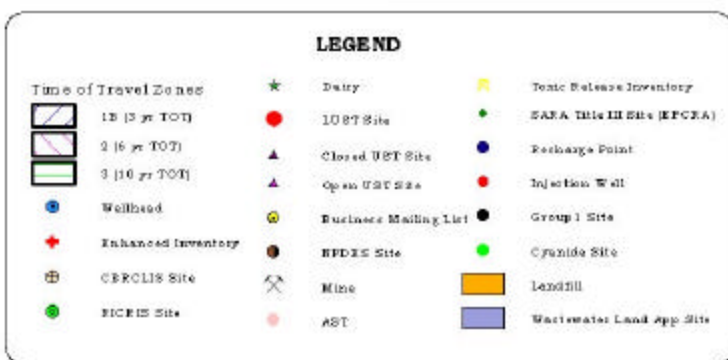 LEGEND
Time of Travel Zones
1B (3 yr TOT)
2 (6 yr TOT)
3 (10 yr TOT)
Wellhead
Enhanced Inventory
CERCLIS Site
RICRIS Site
Dairy
LUST Site
Closed UST Site
Open UST Site
Business Mailing List
NPDES Site
Mine
AST
Toxic Release Inventory
SARA Title III Site (EPCRA)
Recharge Point
Injection Well
Group 1 Site
Cyanide Site
Landfill
Wastewater Land App Site